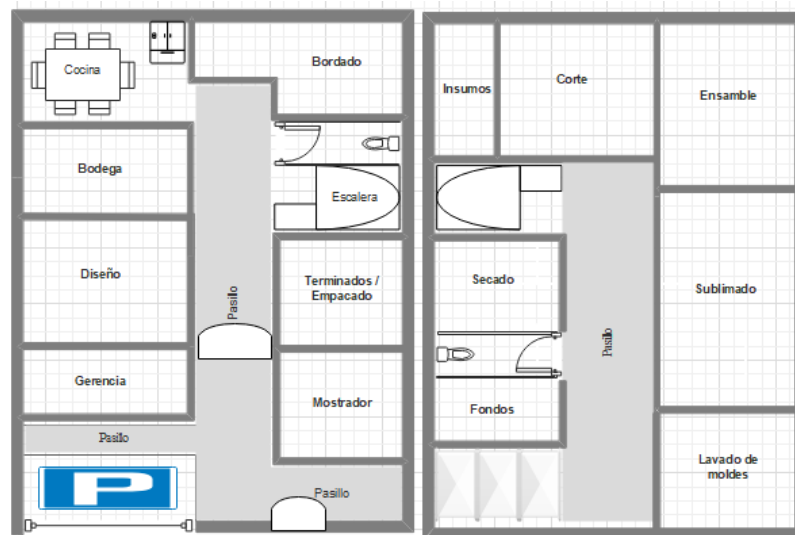 Cocina
Bordado
Bodega
Escalera
Diseño
Pasillo
Terminados /
Empacado
Gerencia
Mostrador
Pasillo
P
Pasillo
Insumos
Corte
Ensamble
Secado
Sublimado
Pasillo
Fondos
Lavado de
moldes